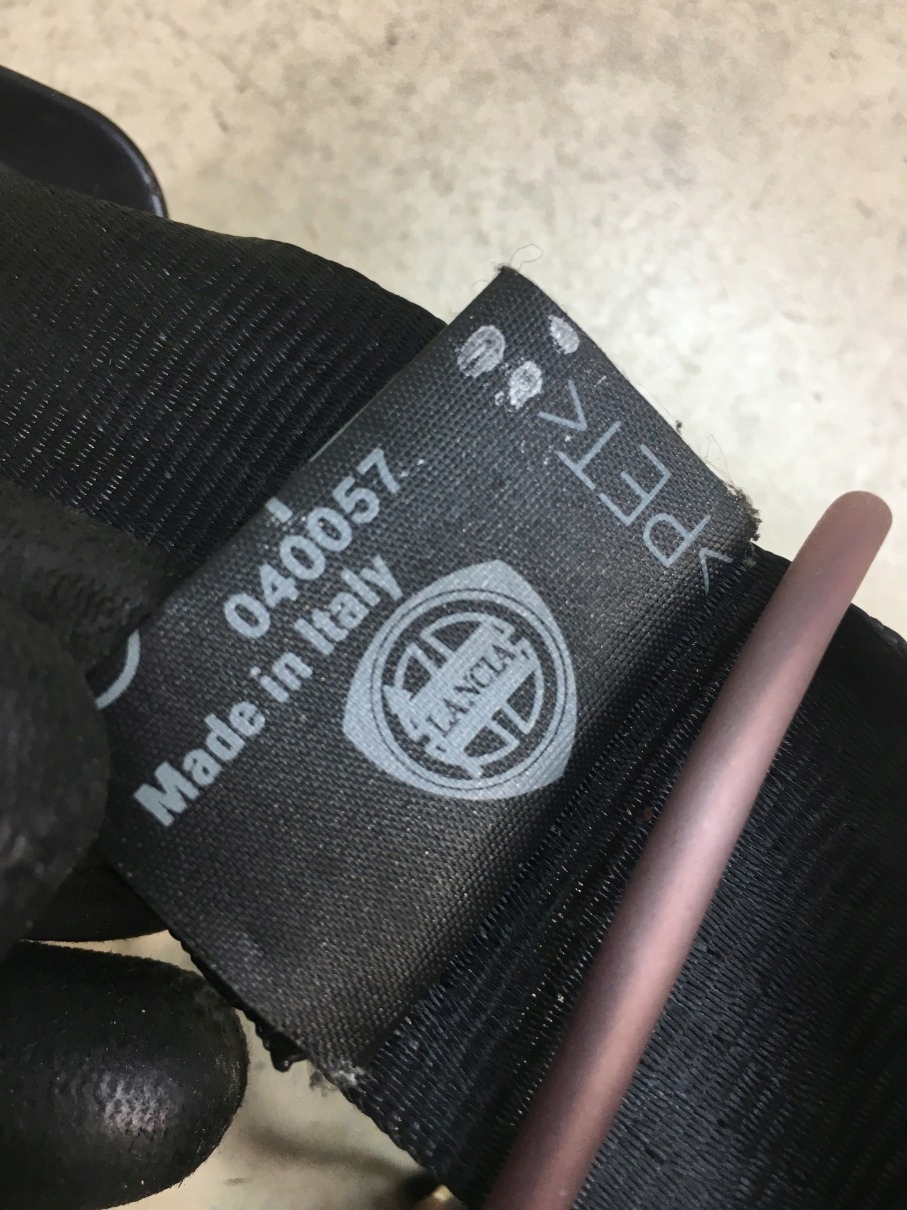 040057
Made in Italy
LANCIA
>PET<